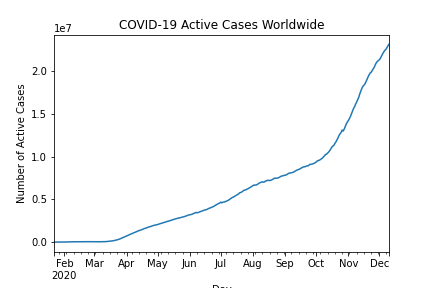 COVID-19 Active Cases Worldwide
1e7
2.0
1.5
1.0
0.5
0.0
Number of Active Cases
Feb Mar Apr May Jun Jul Aug Sep Oct Nov Dec
2020